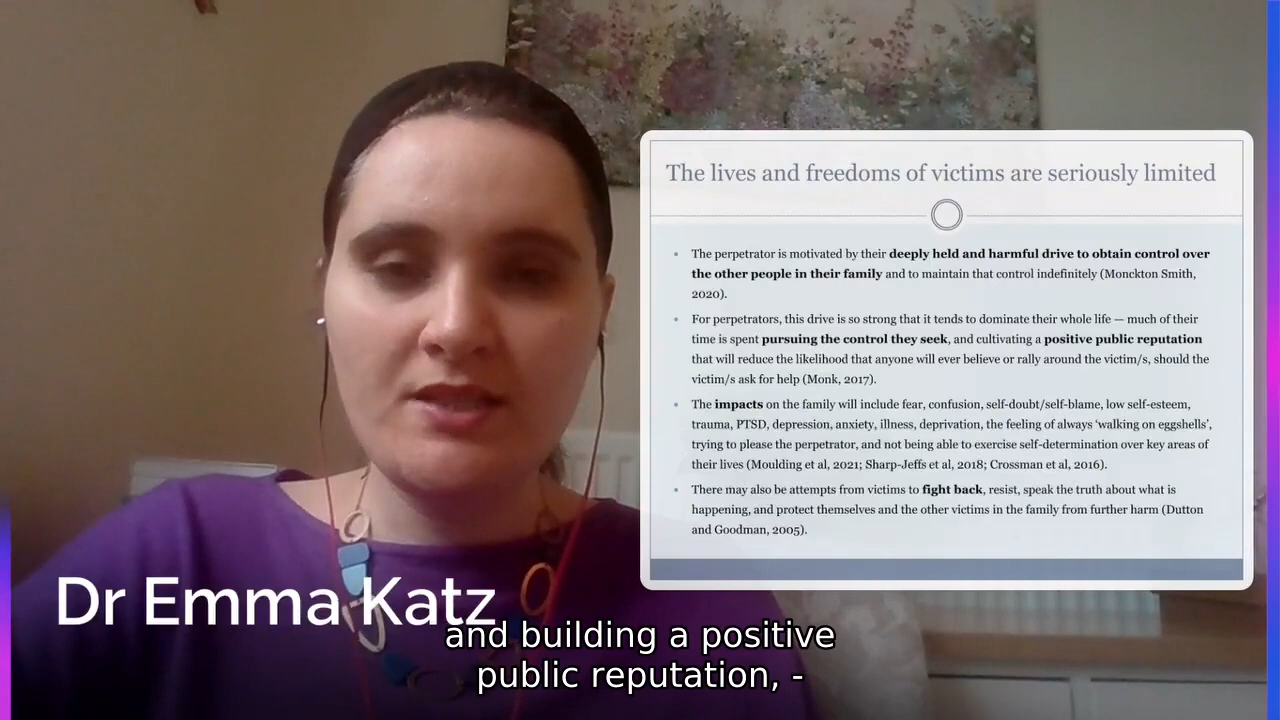 The lives and freedoms of victims are seriously limited
• The perpetrator is motivated by their deeply held and harmful drive to obtain control over
the other people in their family and to maintain that control indefinitely (Monckton Smith,
2020).
• For perpetrators, this drive is so strong that it tends to dominate their whole life — much of their
time is spent pursuing the control they seek, and cultivating a positive public reputation
that will reduce the likelihood that anyone will ever believe or rally around the victim/s, should the
victim/s ask for help (Monk, 2017).
• The impacts on the family will include fear, confusion, self-doubt/self-blame, low self-esteem,
trauma, PTSD, depression, anxiety, illness, deprivation, the feeling of always ‘walking on eggshells’,
trying to please the perpetrator, and not being able to exercise self-determination over key areas of
their lives (Moulding et al, 2021; Sharp-Jeffs et al, 2018; Crossman et al, 2016).
• There may also be attempts from victims to fight back, resist, speak the truth about what is
happening, and protect themselves and the other victims in the family from further harm (Dutton
and Goodman, 2005).
Dr Emma Katz
and building a positive
public reputation, -